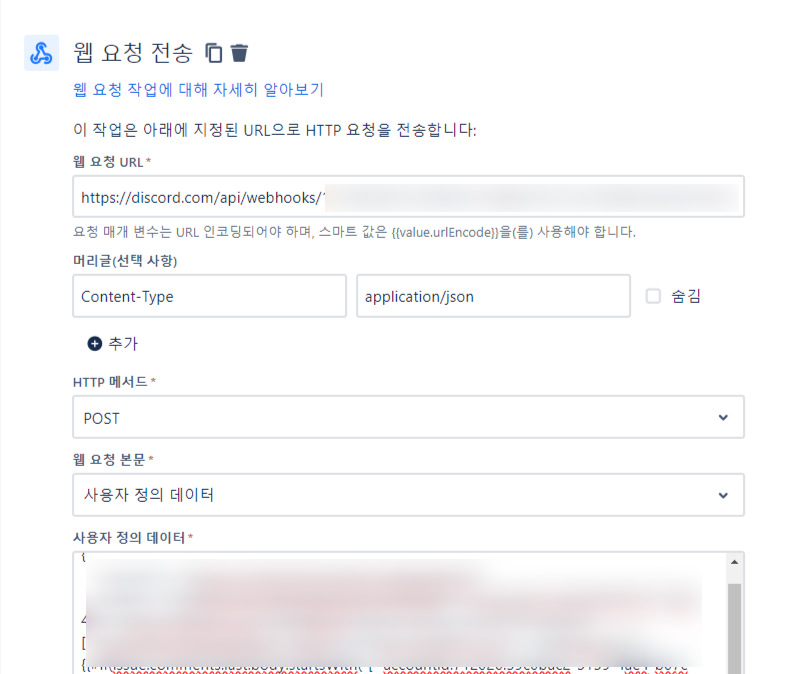 웹 요청 전송
웹 요청 작업에 대해 자세히 알아보기
이 작업은 아래에 지정된 URL으로 HTTP 요청을 전송합니다:
웹 요청 URL*
https://discord.com/api/webhooks/
요청 매개 변수는 URL 인코딩되어야 하며, 스마트 값은 {{value.urlEncode}}을(를) 사용해야 합니다.
머리글(선택 사항)
Content-Type application/json 숨김
추가
HTTP 메서드*
POST
웹 요청 본문*
사용자 정의 데이터
사용자 정의 데이터*
{
[